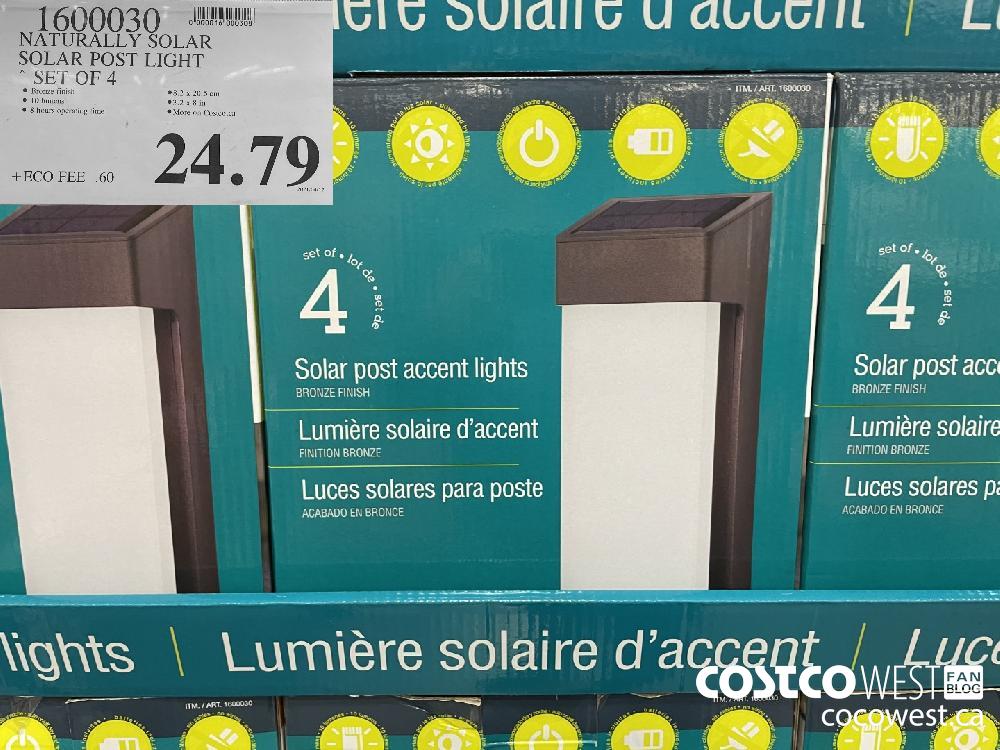 1600030
0000016000308
NATURALLY SOLAR
SOLAR POST LIGHT
^ SET OF 4
• Bronze finish
• 10 lumens
• 8 hours operating time
• 8.2 x 20.5 cm
• 3.2 x 8 in
• More on Costco.ca
24.79
+ECO FEE .60
ière solaire d'accent / L
ITM. / ART. 1600030
set of • lot de • set de
4
Solar post accent lights
BRONZE FINISH
Lumière solaire d'accent
FINITION BRONZE
Luces solares para poste
ACABADO EN BRONCE
set of • lot de • set de
4
Solar post acce
BRONZE FINISH
Lumière solaire
FINITION BRONZE
Luces solares pa
ACABADO EN BRONCE
lights | Lumière solaire d'accent / Luce
ITM. / ART. 1600030
COSTCO WEST FAN BLOG
cocowest.ca